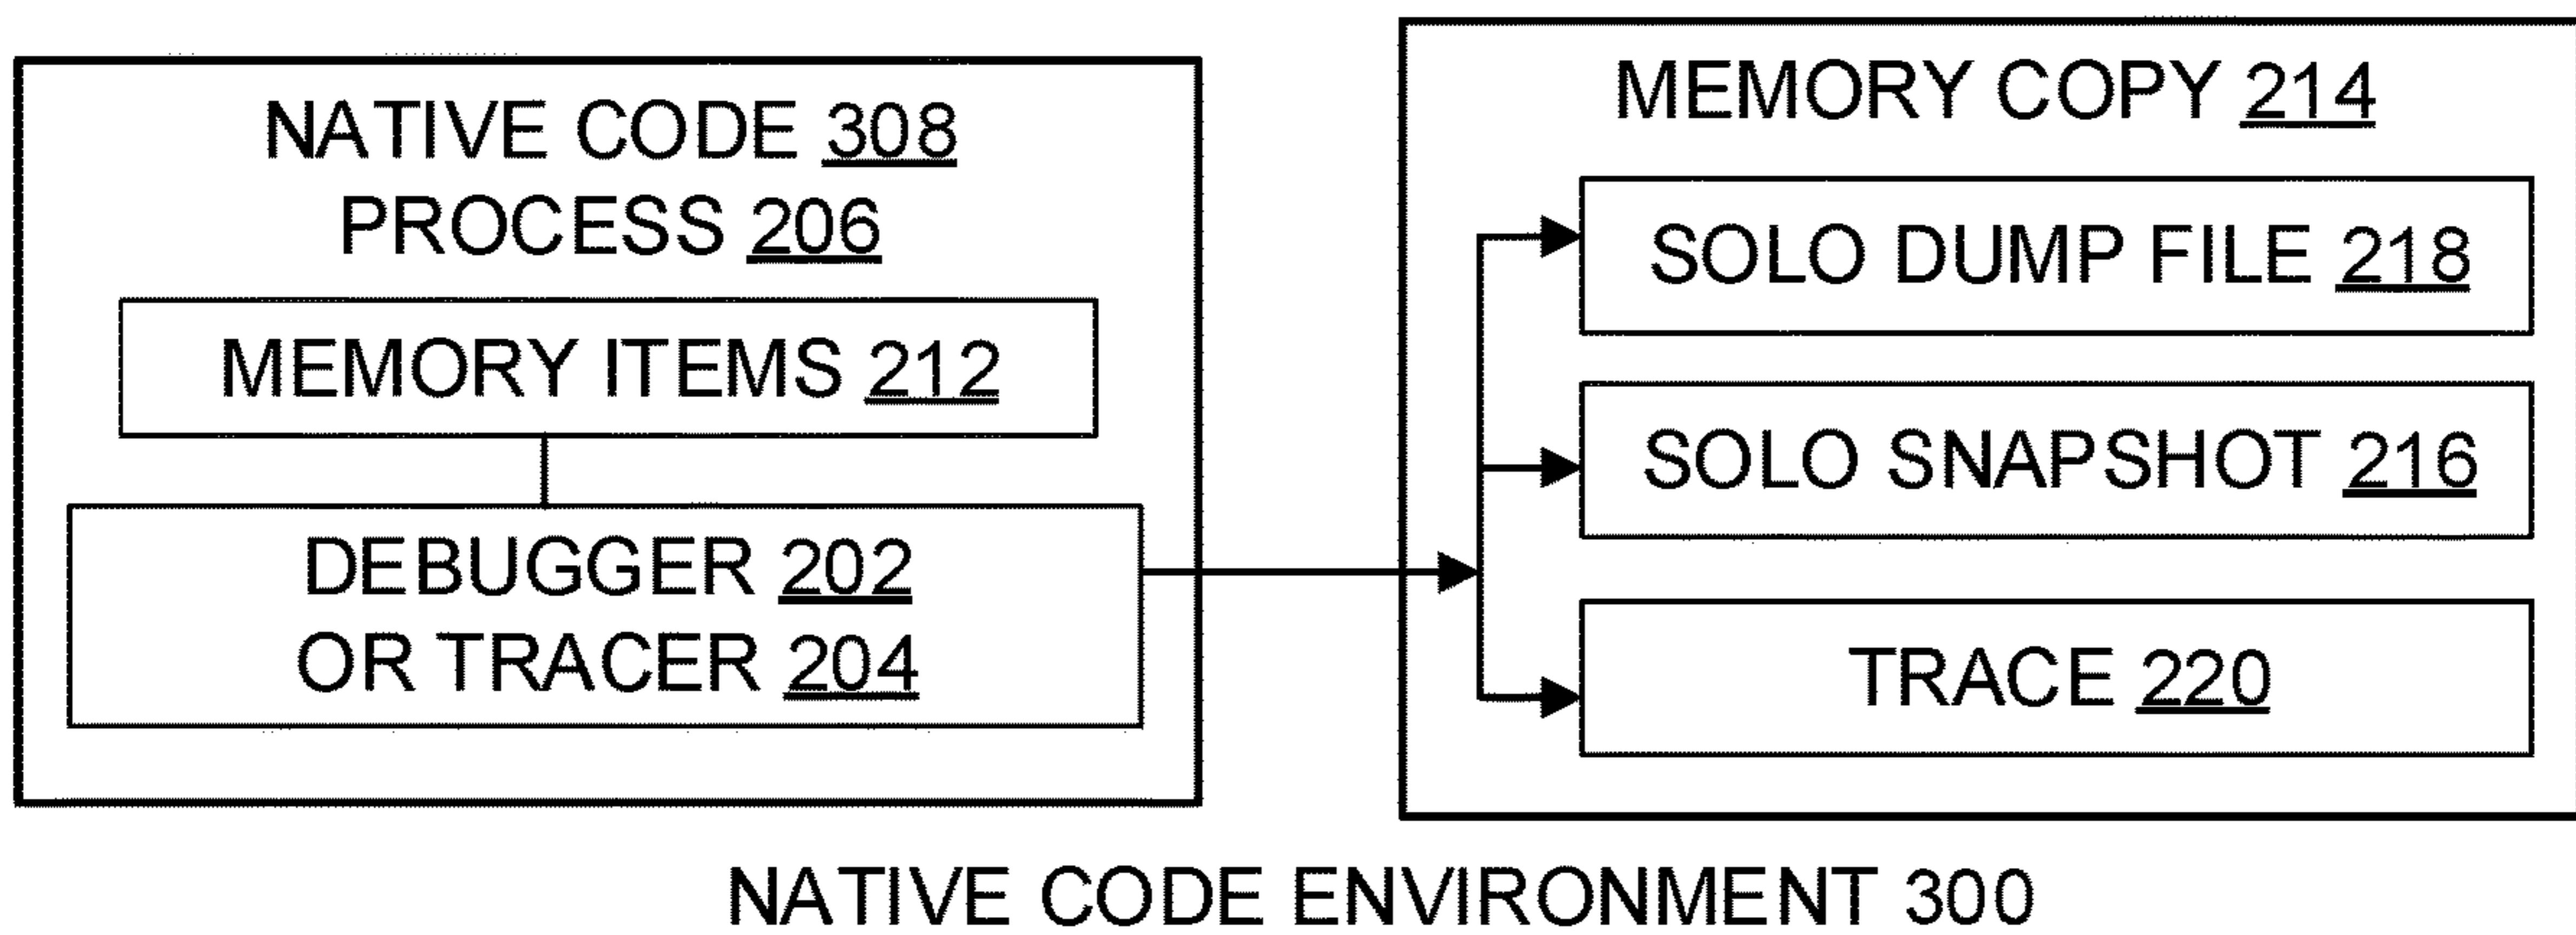 NATIVE CODE 308
PROCESS 206
MEMORY ITEMS 212
DEBUGGER 202
OR TRACER 204
MEMORY COPY 214
SOLO DUMP FILE 218
SOLO SNAPSHOT 216
TRACE 220
NATIVE CODE ENVIRONMENT 300